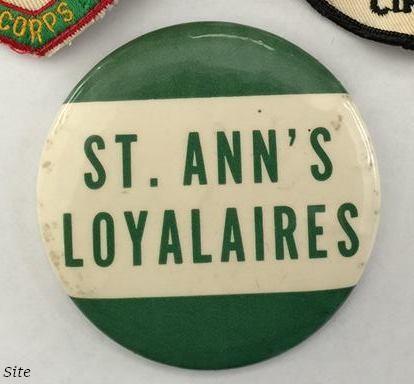 CORPS
ST. ANN'S
LOYALAIRES
Site